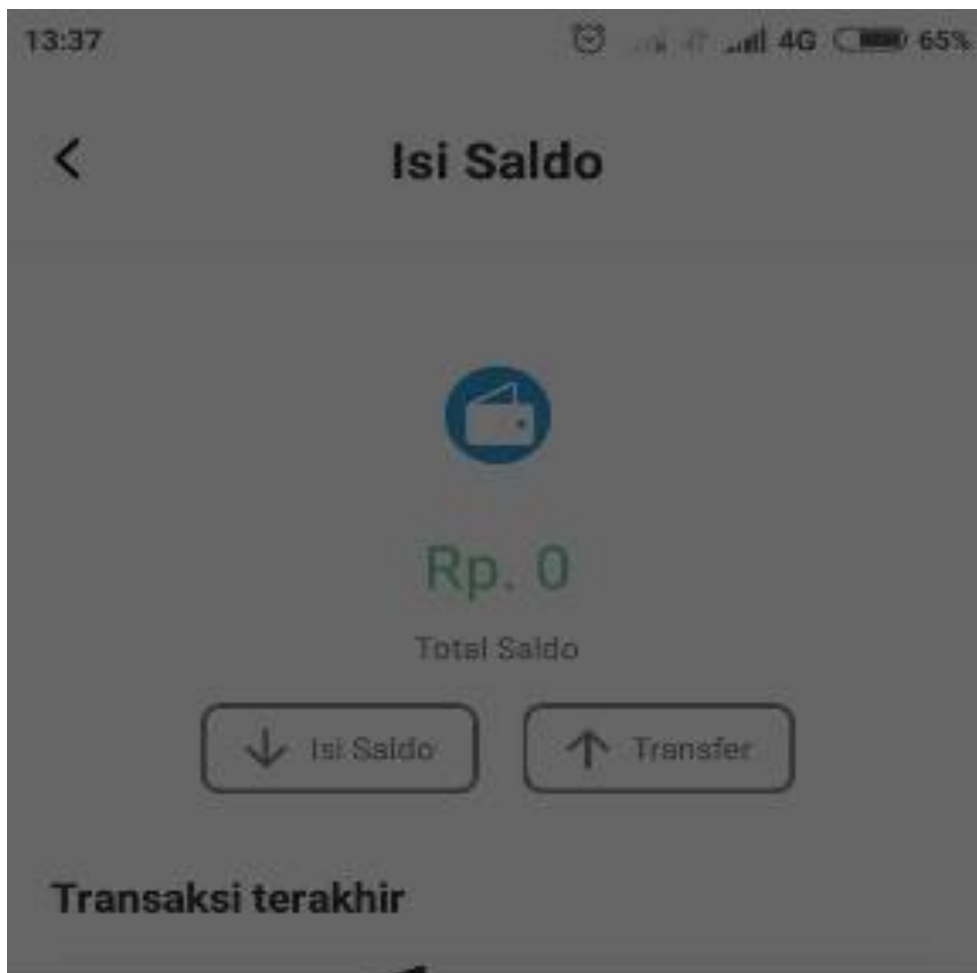 13:37 4G 65%
Isi Saldo
Rp. 0
Total Saldo
Isi Saldo Transfer
Transaksi terakhir